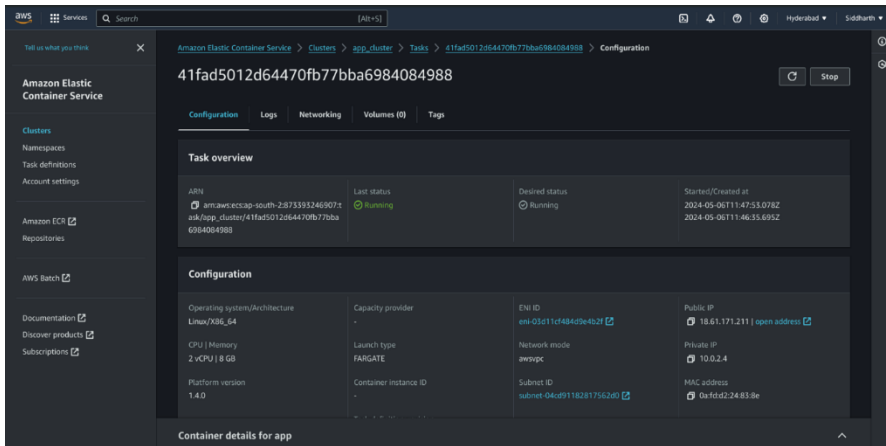 aws
Services
Search
[Alt+S]
Hyderabad ▼
Siddharth ▼
Tell us what you think
Amazon Elastic
Container Service
Clusters
Namespaces
Task definitions
Account settings
Amazon ECR
Repositories
AWS Batch
Documentation
Discover products
Subscriptions
Amazon Elastic Container Service > Clusters > app_cluster > Tasks > 41fad5012d64470fb77bba6984084988 > Configuration
41fad5012d64470fb77bba6984084988
Stop
Configuration Logs Networking Volumes (0) Tags
Task overview
ARN
arn:aws:ecs:ap-south-2:873393246907:t
ask/app_cluster/41fad5012d64470fb77bba
6984084988
Last status
Running
Desired status
Running
Started/Created at
2024-05-06T11:47:53.078Z
2024-05-06T11:46:35.695Z
Configuration
Operating system/Architecture
Linux/X86_64
Capacity provider
-
ENI ID
eni-03d11cf484d9e4b2f
Public IP
18.61.171.211 | open address
CPU | Memory
2 vCPU | 8 GB
Launch type
FARGATE
Network mode
awsvpc
Private IP
10.0.2.4
Platform version
1.4.0
Container instance ID
-
Subnet ID
subnet-04cd91182817562d0
MAC address
0a:fd:d2:24:83:8e
Container details for app